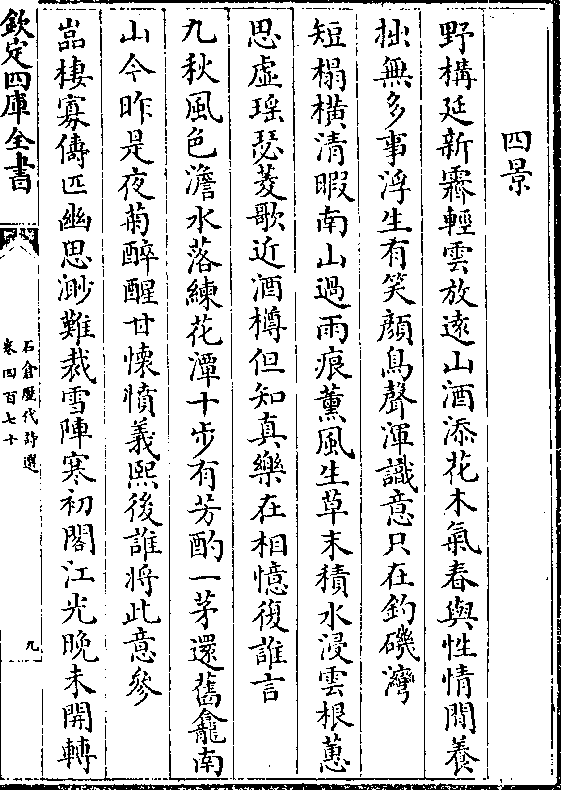 四景
野構延新霽輕雲放遠山酒添花木氣春與性情閒養
拙無多事浮生有笑顔鳥聲渾識意只在釣磯灣
短榻橫清暇南山過雨痕薫風生草末積水浸雲根蕙
思虛瑶瑟菱歌近酒樽但知真樂在相憶復誰言
九秋風色澹水落練花潭十步有芳酌一茅還舊龕南
山今昨是夜菊醉醒甘懐憤義熙後誰将此意參
嵓棲寡儔匹幽思渺難裁雪陣寒初閣江光晩未開轉
欽定四庫全書
石倉歴代詩選
卷四百七十
九